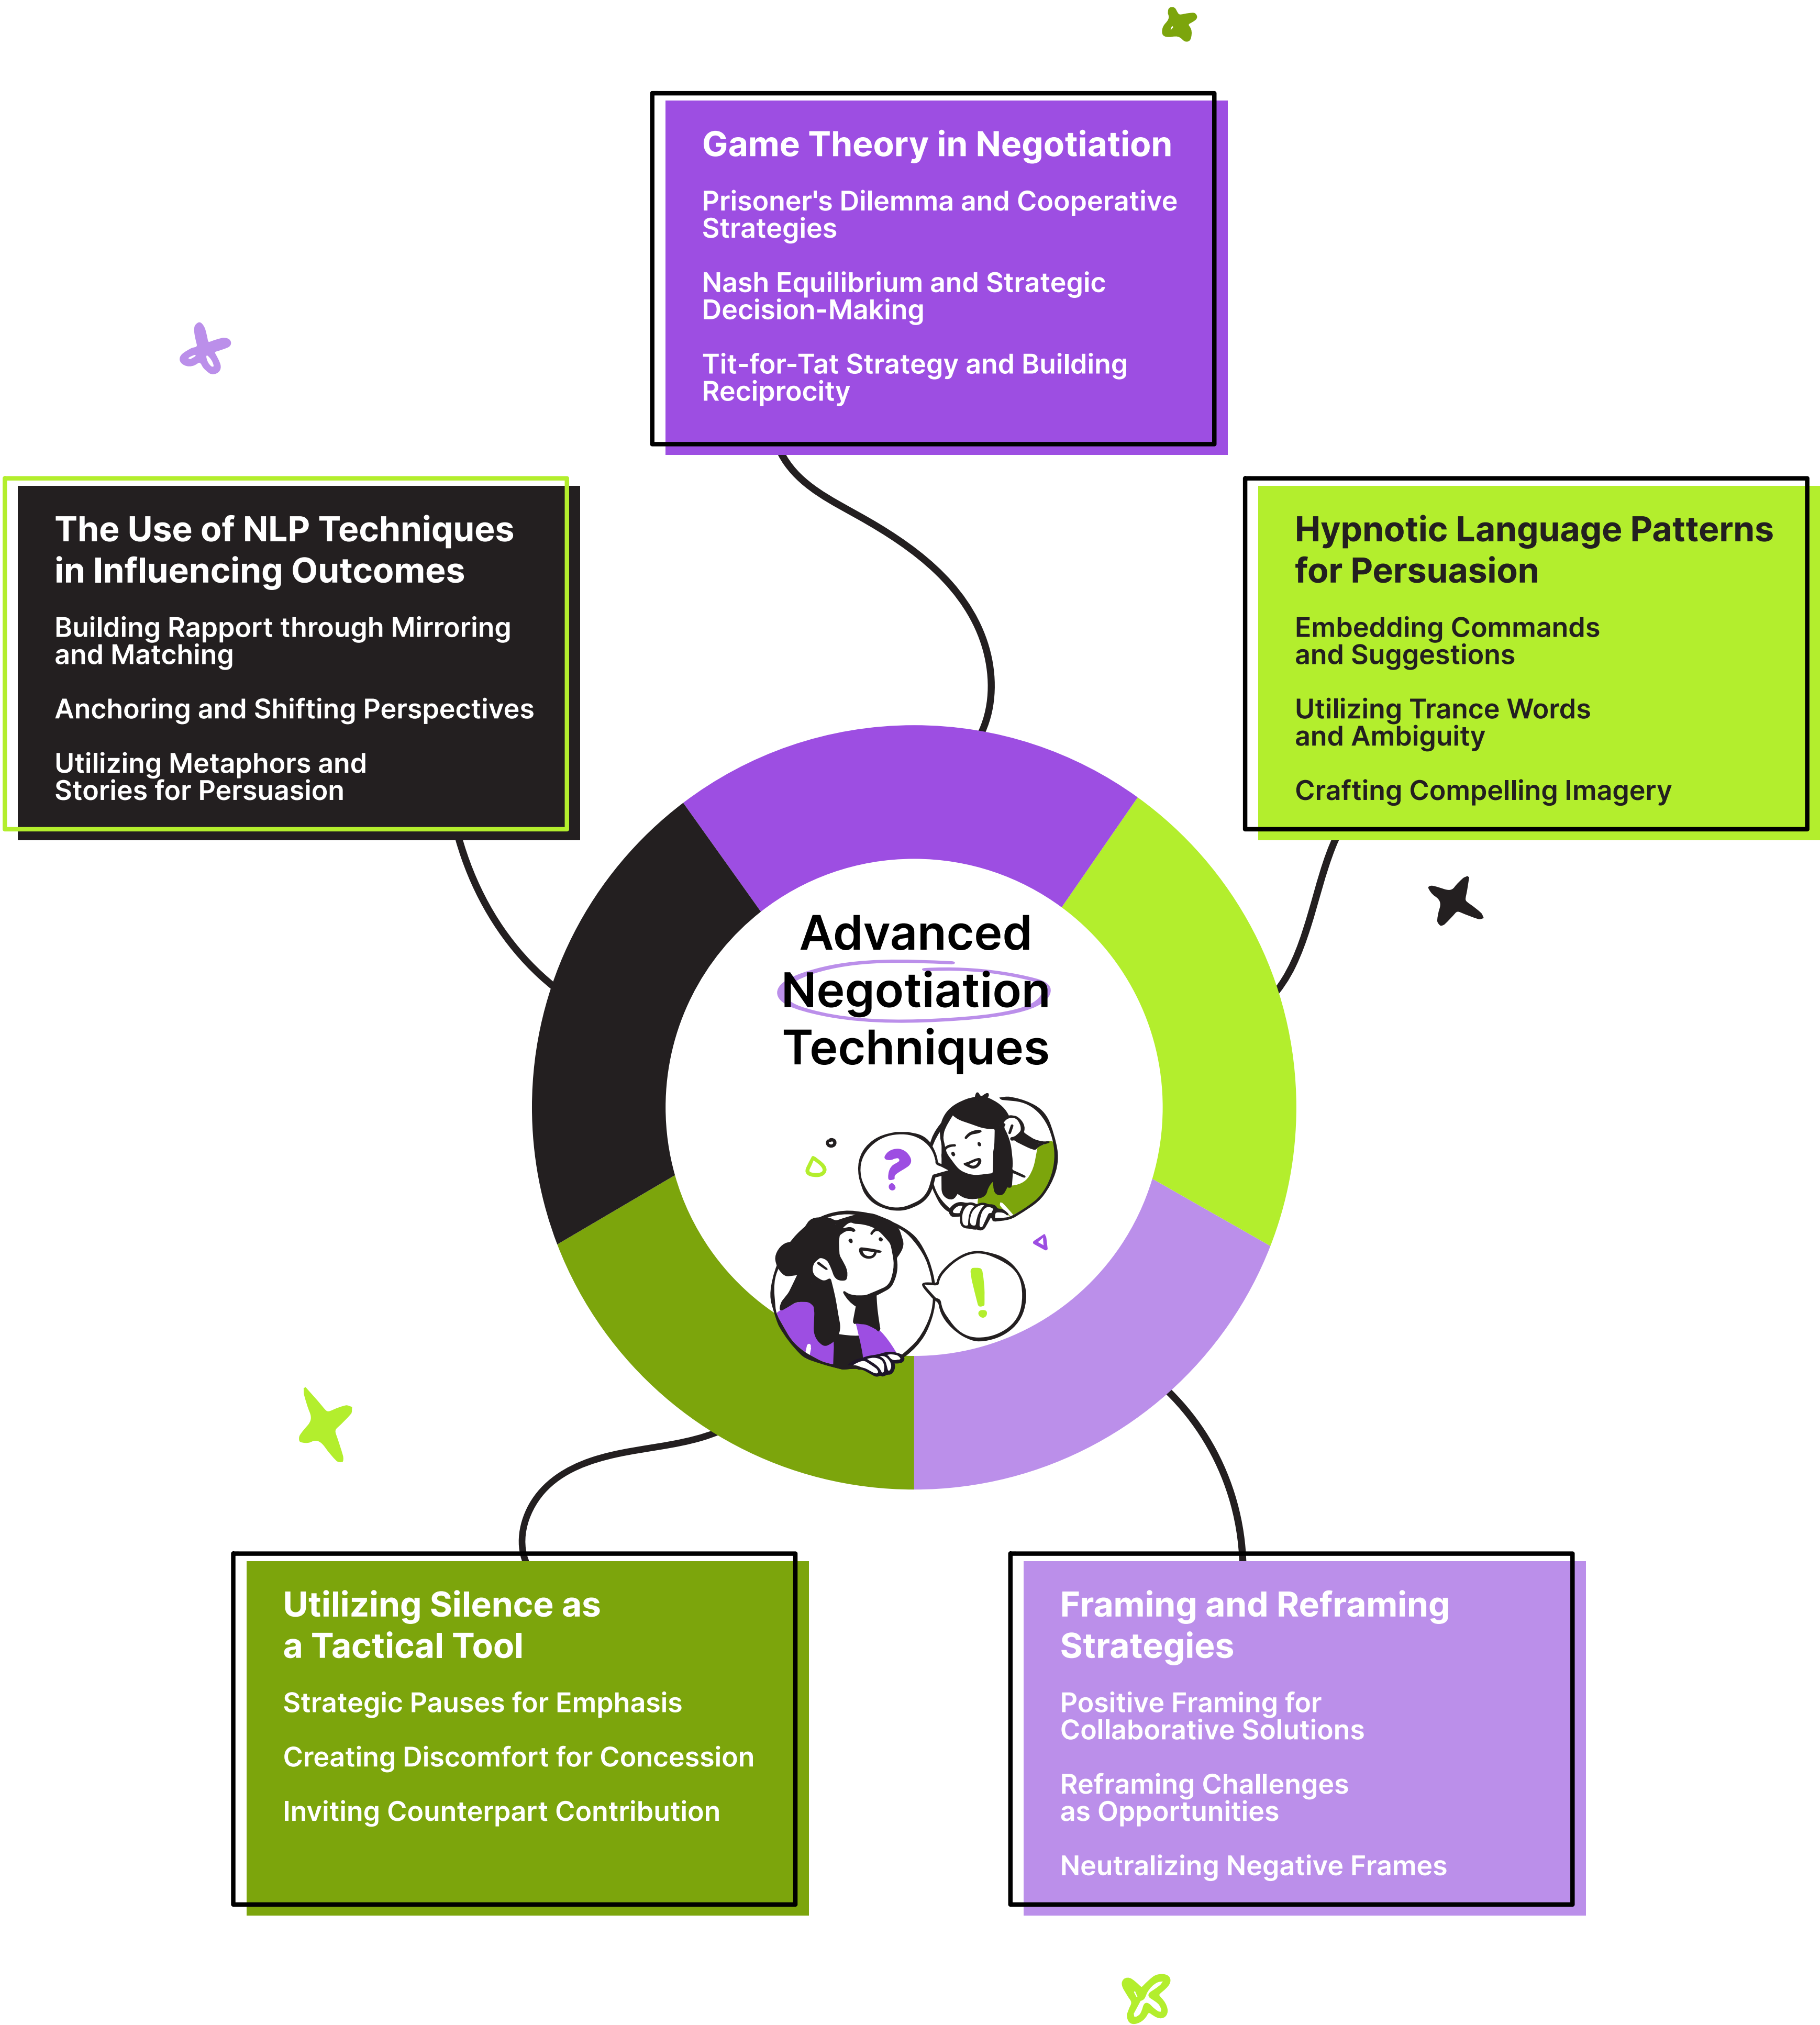 Game Theory in Negotiation
Prisoner's Dilemma and Cooperative
Strategies
Nash Equilibrium and Strategic
Decision-Making
Tit-for-Tat Strategy and Building
Reciprocity
The Use of NLP Techniques
in Influencing Outcomes
Building Rapport through Mirroring
and Matching
Anchoring and Shifting Perspectives
Utilizing Metaphors and
Stories for Persuasion
Hypnotic Language Patterns
for Persuasion
Embedding Commands
and Suggestions
Utilizing Trance Words
and Ambiguity
Crafting Compelling Imagery
Advanced
Negotiation
Techniques
?
!
Utilizing Silence as
a Tactical Tool
Strategic Pauses for Emphasis
Creating Discomfort for Concession
Inviting Counterpart Contribution
Framing and Reframing
Strategies
Positive Framing for
Collaborative Solutions
Reframing Challenges
as Opportunities
Neutralizing Negative Frames